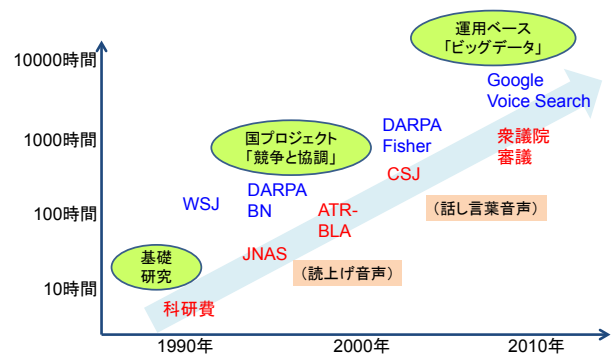 運用ベース
「ビッグデータ」
10000時間
Google
Voice Search
国プロジェクト
「競争と協調」
DARPA
Fisher
1000時間
衆議院
審議
CSJ
WSJ
DARPA
BN
100時間
ATR-
BLA
(話し言葉音声)
基礎
研究
JNAS
(読上げ音声)
10時間
科研費
1990年
2000年
2010年